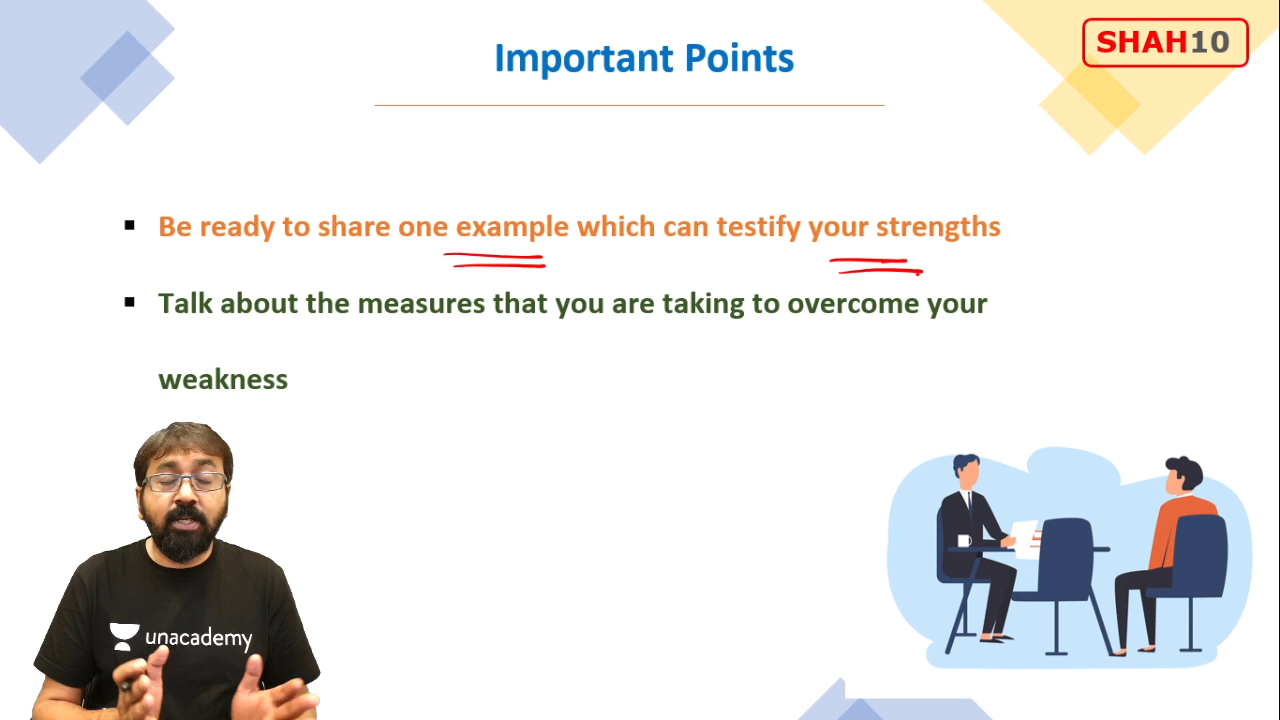 Important Points
SHAH10
Be ready to share one example which can testify your strengths
Talk about the measures that you are taking to overcome your
weakness
unacademy